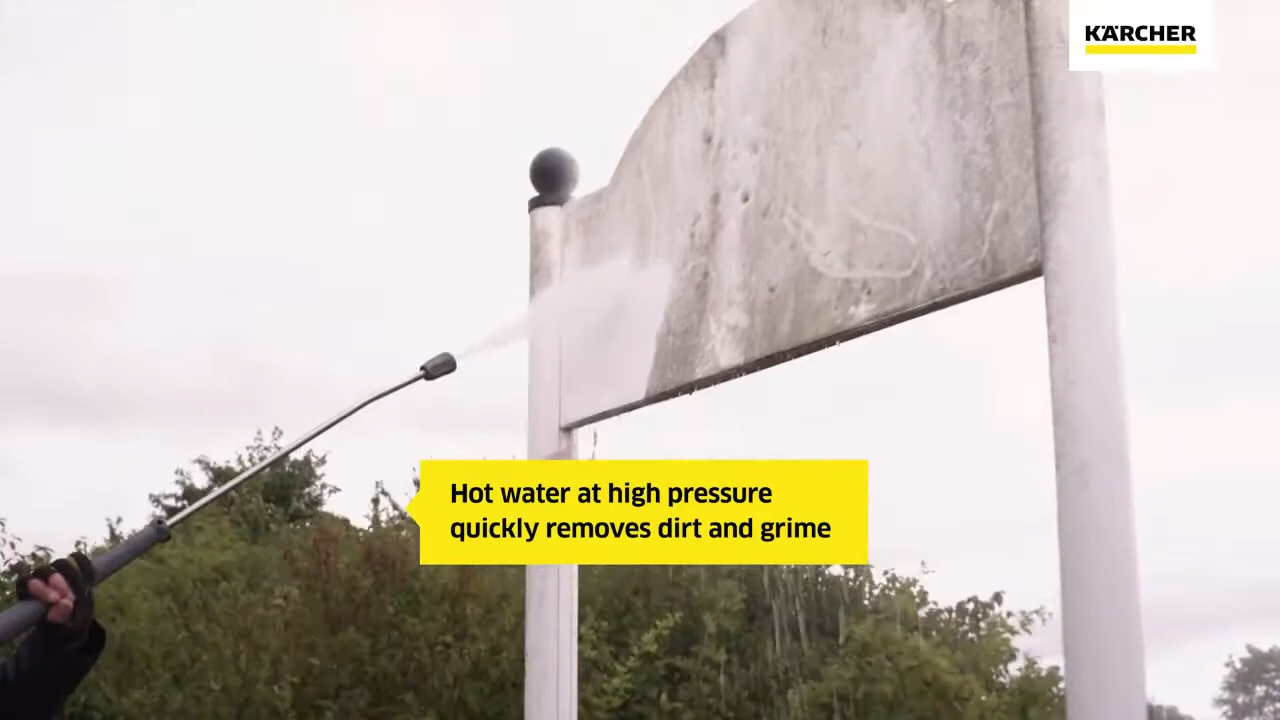 KÄRCHER
Hot water at high pressure
quickly removes dirt and grime